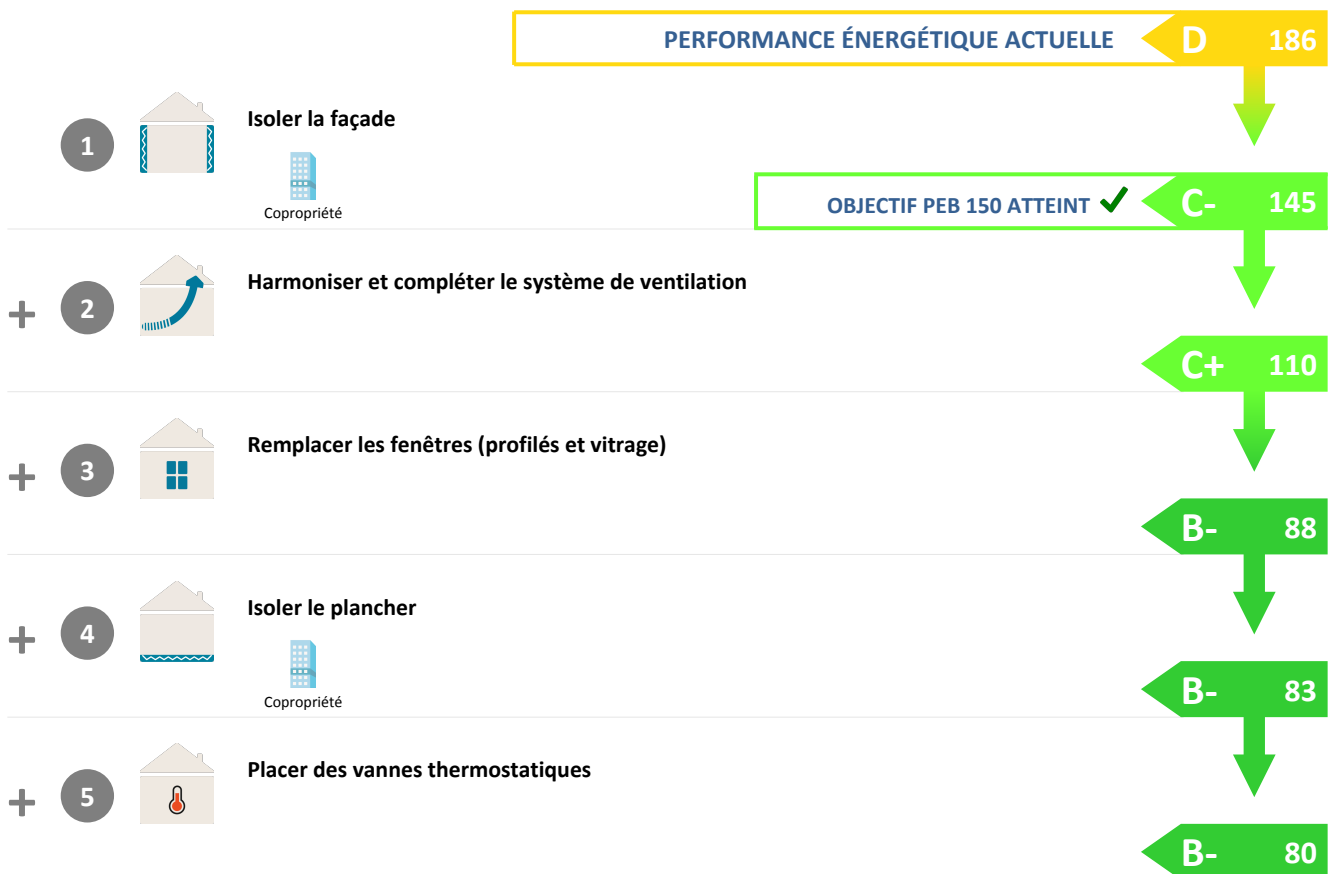 PERFORMANCE ÉNERGÉTIQUE ACTUELLE D 186
1 Isoler la façade
Copropriété
OBJECTIF PEB 150 ATTEINT ✔ C- 145
+ 2 Harmoniser et compléter le système de ventilation
C+ 110
+ 3 Remplacer les fenêtres (profilés et vitrage)
B- 88
+ 4 Isoler le plancher
Copropriété
B- 83
+ 5 Placer des vannes thermostatiques
B- 80